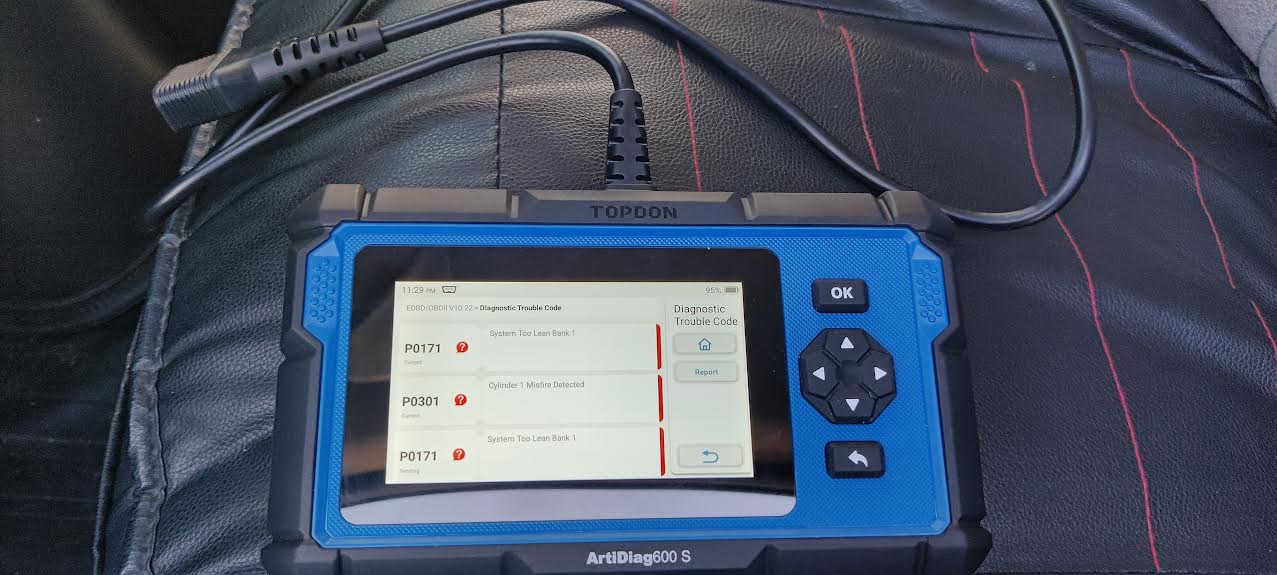 TOPDON
11:29 PM
95%
EOBD/OBDII V10.22 > Diagnostic Trouble Code
Diagnostic
Trouble Code
P0171
System Too Lean Bank 1
Current
Report
P0301
Cylinder 1 Misfire Detected
Current
P0171
System Too Lean Bank 1
Pending
OK
ArtiDiag600 S